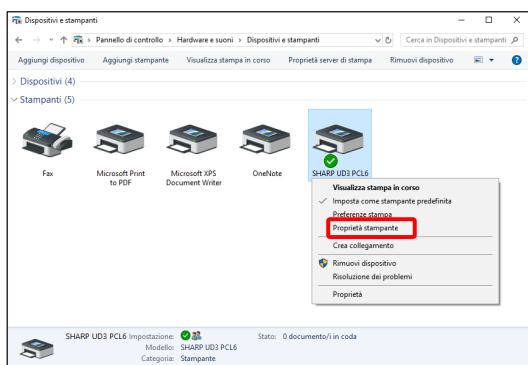 Dispositivi e stampanti
Pannello di controllo > Hardware e suoni > Dispositivi e stampanti
Cerca in Dispositivi e stampanti
Aggiungi dispositivo Aggiungi stampante Visualizza stampa in corso Proprietà server di stampa Rimuovi dispositivo
Dispositivi (4)
Stampanti (5)
Fax
Microsoft Print
to PDF
Microsoft XPS
Document Writer
OneNote
SHARP UD3 PCL6
Visualizza stampa in corso
Imposta come stampante predefinita
Preferenze stampa
Proprietà stampante
Crea collegamento
Rimuovi dispositivo
Risoluzione dei problemi
Proprietà
SHARP UD3 PCL6 Impostazione: Stato: 0 documento/i in coda
Modello: SHARP UD3 PCL6
Categoria: Stampante